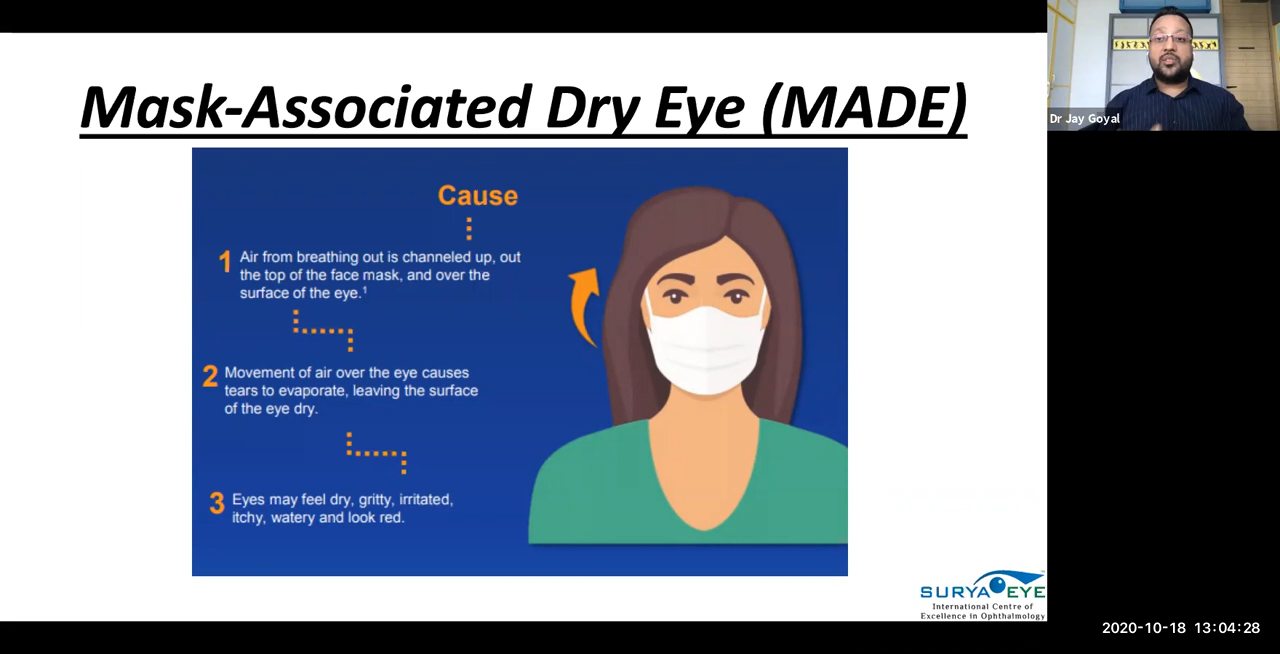 Mask-Associated Dry Eye (MADE)
Cause
1 Air from breathing out is channeled up, out
the top of the face mask, and over the
surface of the eye.¹
2 Movement of air over the eye causes
tears to evaporate, leaving the surface
of the eye dry.
3 Eyes may feel dry, gritty, irritated,
itchy, watery and look red.
SURYA EYE
International Centre of
Excellence in Ophthalmology
Dr Jay Goyal
2020-10-18 13:04:28